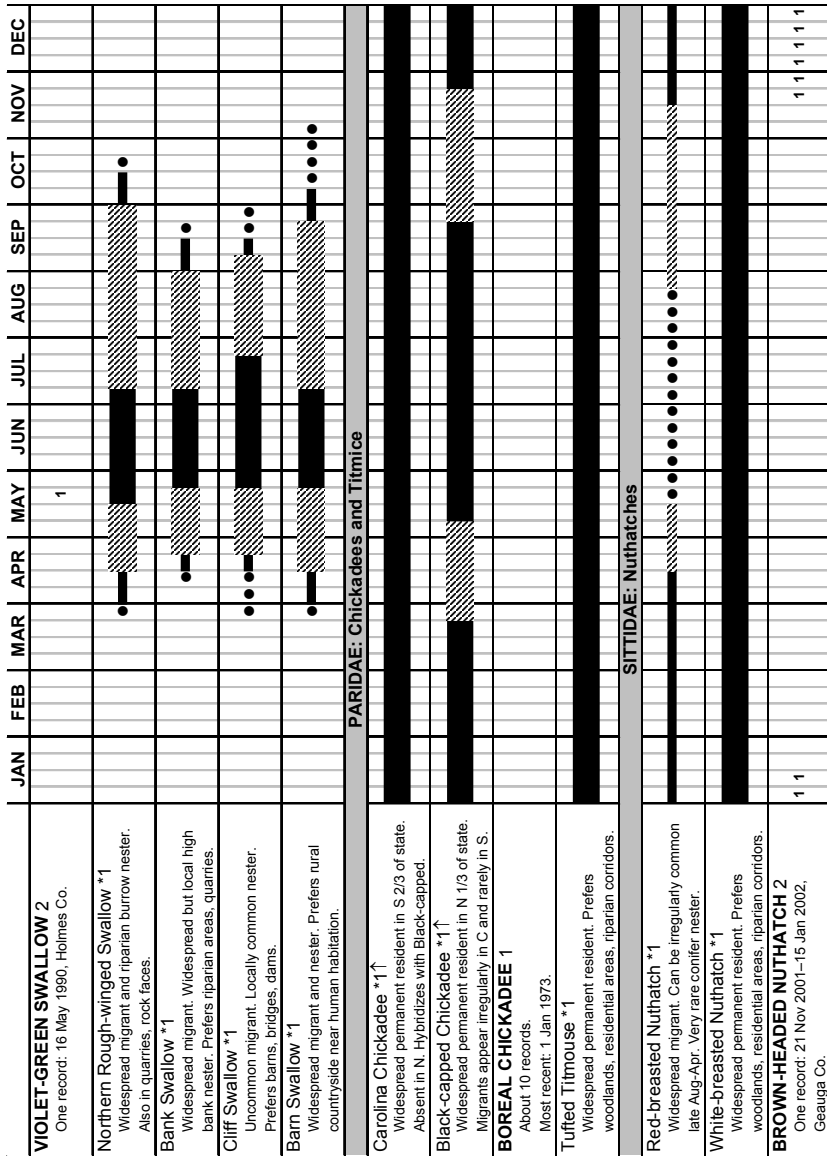 JAN FEB MAR APR MAY JUN JUL AUG SEP OCT NOV DEC
VIOLET-GREEN SWALLOW 2
One record: 16 May 1990, Holmes Co.
1
Northern Rough-winged Swallow *1
Widespread migrant and riparian burrow nester.
Also in quarries, rock faces.
Bank Swallow *1
Widespread migrant. Widespread but local high
bank nester. Prefers riparian areas, quarries.
Cliff Swallow *1
Uncommon migrant. Locally common nester.
Prefers barns, bridges, dams.
Barn Swallow *1
Widespread migrant and nester. Prefers rural
countryside near human habitation.
PARIDAE: Chickadees and Titmice
Carolina Chickadee *1↑
Widespread permanent resident in S 2/3 of state.
Absent in N. Hybridizes with Black-capped.
Black-capped Chickadee *1↑
Widespread permanent resident in N 1/3 of state.
Migrants appear irregularly in C and rarely in S.
BOREAL CHICKADEE 1
About 10 records.
Most recent: 1 Jan 1973.
Tufted Titmouse *1
Widespread permanent resident. Prefers
woodlands, residential areas, riparian corridors.
SITTIDAE: Nuthatches
Red-breasted Nuthatch *1
Widespread migrant. Can be irregularly common
late Aug-Apr. Very rare conifer nester.
White-breasted Nuthatch *1
Widespread permanent resident. Prefers
woodlands, residential areas, riparian corridors.
BROWN-HEADED NUTHATCH 2
One record: 21 Nov 2001–15 Jan 2002,
Geauga Co.
1 1 1 1 1 1 1 1